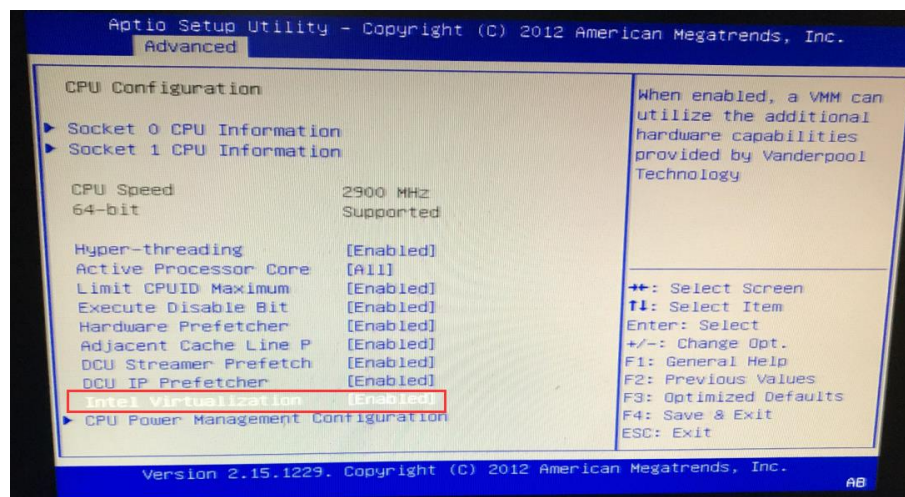 Aptio Setup Utility – Copyright (C) 2012 American Megatrends, Inc.
Advanced
CPU Configuration
Socket 0 CPU Information
Socket 1 CPU Information
CPU Speed 2900 MHz
64-bit Supported
Hyper-threading [Enabled]
Active Processor Core [All]
Limit CPUID Maximum [Enabled]
Execute Disable Bit [Enabled]
Hardware Prefetcher [Enabled]
Adjacent Cache Line P [Enabled]
DCU Streamer Prefetch [Enabled]
DCU IP Prefetcher [Enabled]
Intel Virtualization [Enabled]
CPU Power Management Configuration
When enabled, a VMM can
utilize the additional
hardware capabilities
provided by Vanderpool
Technology
→←: Select Screen
↑↓: Select Item
Enter: Select
+/-: Change Opt.
F1: General Help
F2: Previous Values
F3: Optimized Defaults
F4: Save & Exit
ESC: Exit
Version 2.15.1229. Copyright (C) 2012 American Megatrends, Inc.
AB